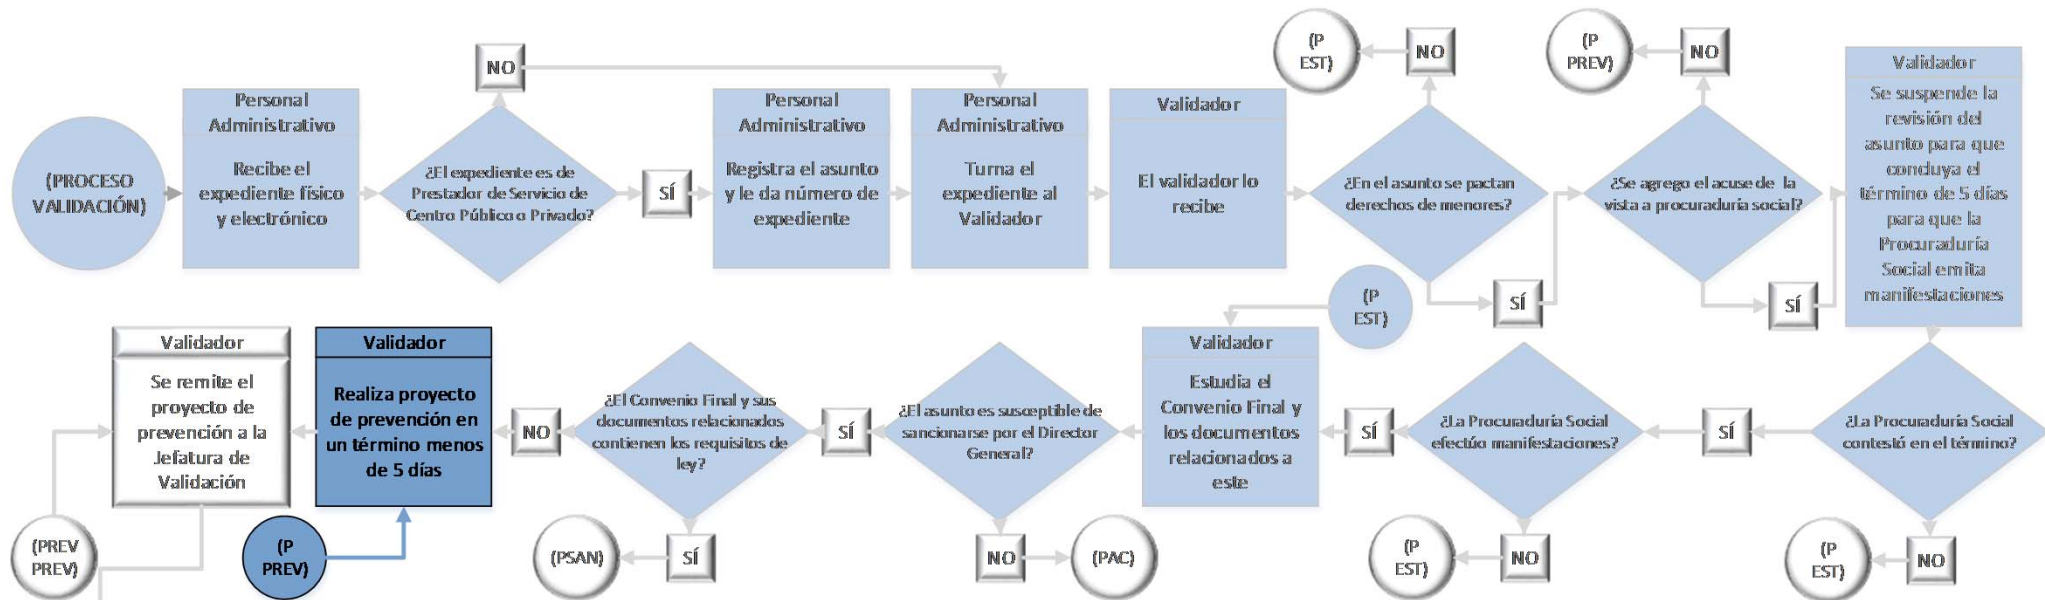 (PROCESO
VALIDACIÓN)
Personal
Administrativo
Recibe el
expediente físico
y electrónico
NO
¿El expediente es de
Prestador de Servicio de
Centro Público o Privado?
SÍ
Personal
Administrativo
Registra el asunto
y le da número de
expediente
Personal
Administrativo
Turna el
expediente al
Validador
Validador
El validador lo
recibe
(P
EST)
NO
¿En el asunto se pactan
derechos de menores?
SÍ
(P
PREV)
NO
¿Se agrego el acuse de la
vista a procuraduría social?
SÍ
Validador
Se suspende la
revisión del
asunto para que
concluya el
término de 5 días
para que la
Procuraduría
Social emita
manifestaciones
¿La Procuraduría Social
contestó en el término?
NO
(P
EST)
SÍ
¿La Procuraduría Social
efectúo manifestaciones?
NO
(P
EST)
SÍ
(P
EST)
Validador
Estudia el
Convenio Final y
los documentos
relacionados a
este
¿El asunto es susceptible de
sancionarse por el Director
General?
NO
(PAC)
SÍ
¿El Convenio Final y sus
documentos relacionados
contienen los requisitos de
ley?
SÍ
(PSAN)
NO
Validador
Realiza proyecto
de prevención en
un término menos
de 5 días
(P
PREV)
Validador
Se remite el
proyecto de
prevención a la
Jefatura de
Validación
(PREV
PREV)